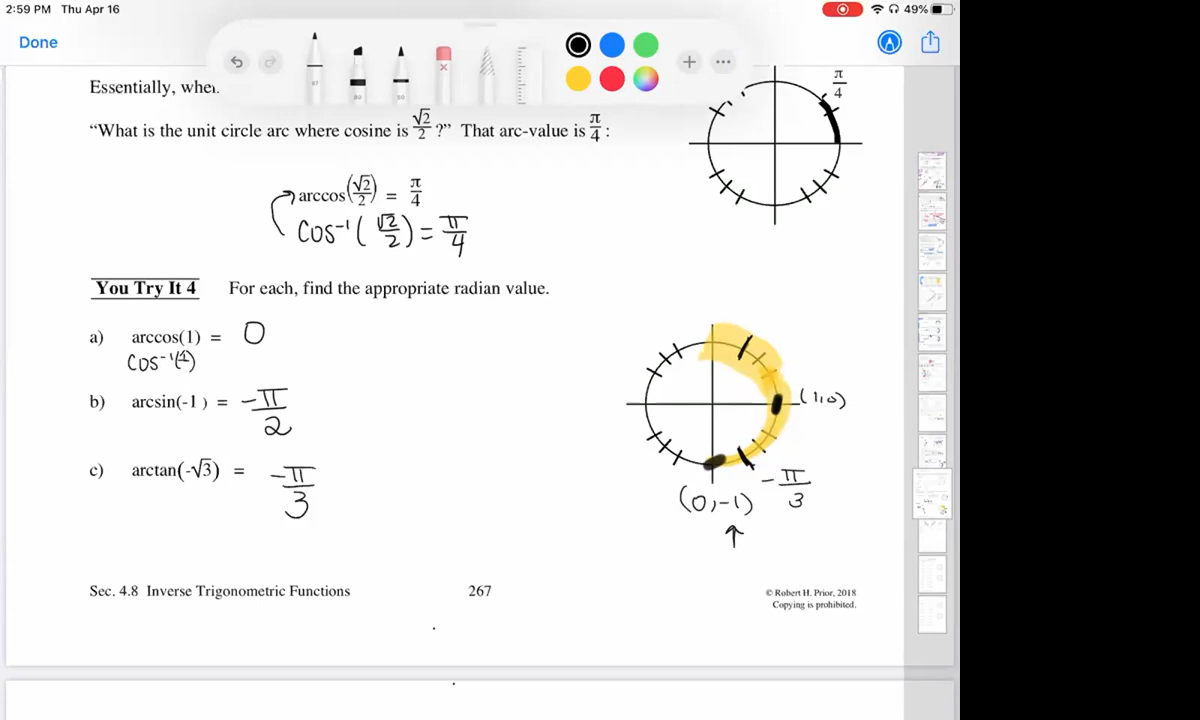 2:59 PM Thu Apr 16
49%
Done
Essentially, when
π/4
“What is the unit circle arc where cosine is √2/2 ?” That arc-value is π/4 :
arccos(√2/2) = π/4
cos⁻¹(√2/2) = π/4
You Try It 4 For each, find the appropriate radian value.
a) arccos(1) = 0
cos⁻¹(1)
b) arcsin(-1) = -π/2
(1,0)
c) arctan(-√3) = -π/3
(0,-1)
-π/3
Sec. 4.8 Inverse Trigonometric Functions
267
© Robert H. Prior, 2018
Copying is prohibited.